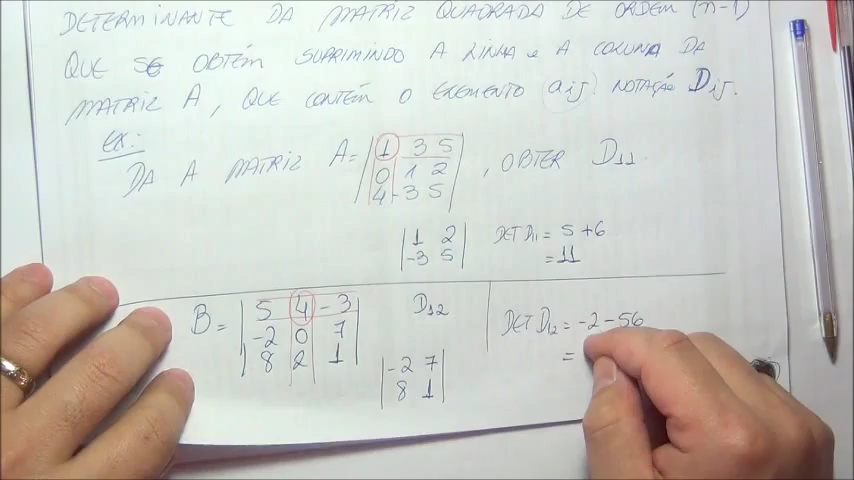 DETERMINANTE DA MATRIZ QUADRADA DE ORDEM (n-1)
QUE SE OBTÉM SUPRIMINDO A LINHA e A COLUNA DA
MATRIZ A, QUE CONTÉM O ELEMENTO aij. NOTAÇÃO Dij.
EX.:
DA A MATRIZ A= |1 3 5|, OBTER D11.
|0 1 2|
|4 -3 5|
|1 2| DET D11 = 5 + 6
|-3 5| = 11
B = |5 4 -3| D12 DET D12 = -2 - 56
|-2 0 7| =
|8 2 1|
|-2 7|
|8 1|